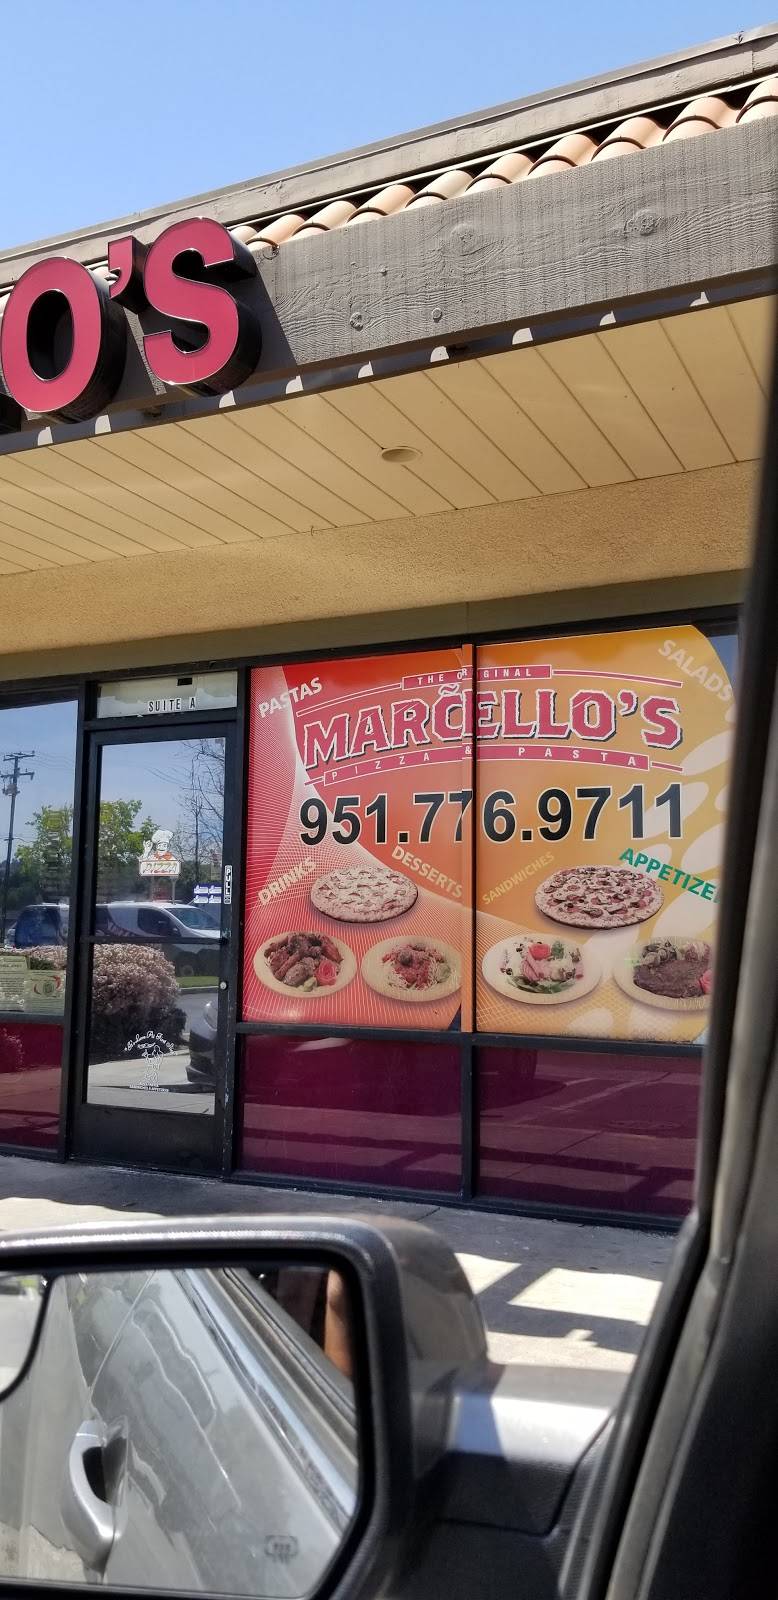 O'S
SUITE A
PASTAS
SALADS
THE ORIGINAL
MARCELLO'S
PIZZA & PASTA
951.776.9711
DRINKS
DESSERTS
SANDWICHES
APPETIZE
PIZZA
PULL